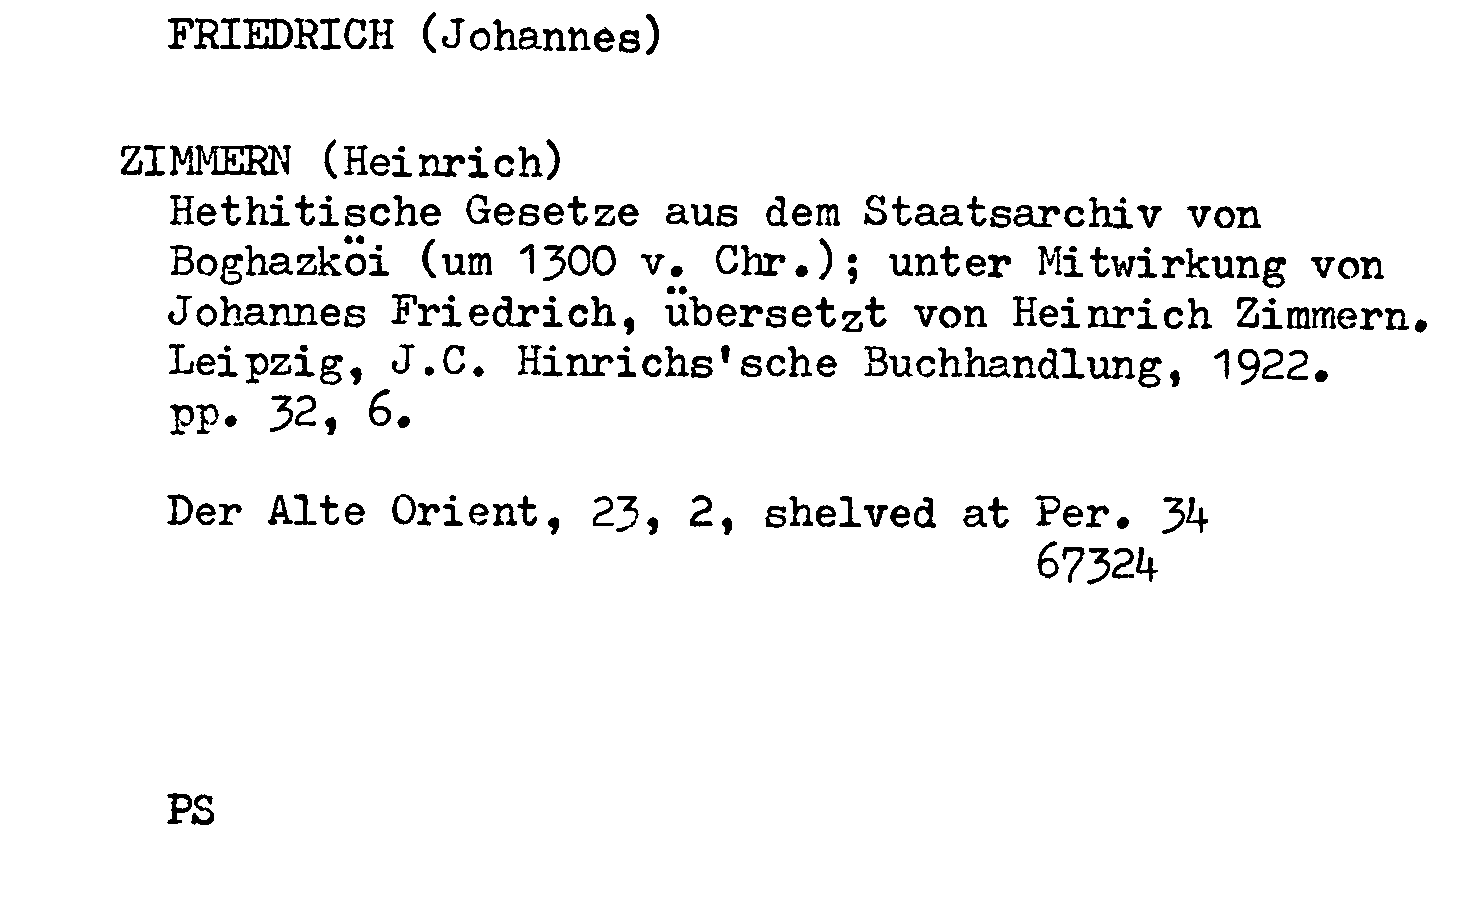 FRIEDRICH (Johannes)
ZIMMERN (Heinrich)
Hethitische Gesetze aus dem Staatsarchiv von
Boghazköi (um 1300 v. Chr.); unter Mitwirkung von
Johannes Friedrich, übersetzt von Heinrich Zimmern.
Leipzig, J.C. Hinrichs'sche Buchhandlung, 1922.
pp. 32, 6.
Der Alte Orient, 23, 2, shelved at Per. 34
67324
PS